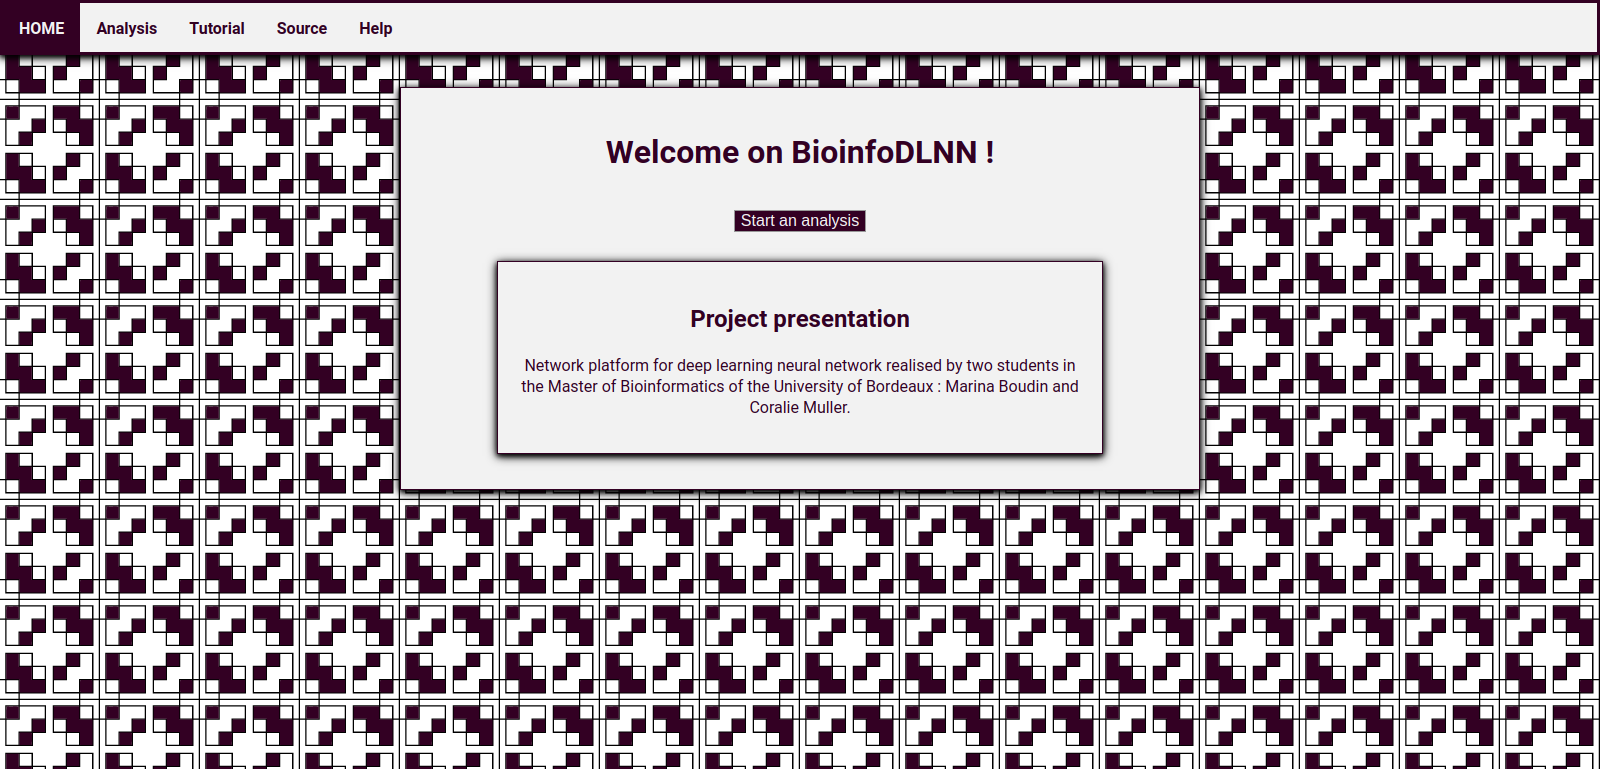 HOME Analysis Tutorial Source Help
Welcome on BioinfoDLNN !
Start an analysis
Project presentation
Network platform for deep learning neural network realised by two students in
the Master of Bioinformatics of the University of Bordeaux : Marina Boudin and
Coralie Muller.